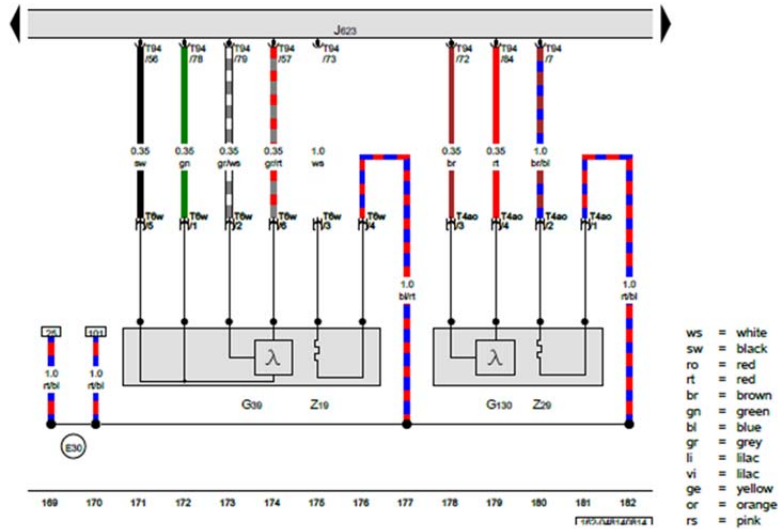 J623
T94 T94 T94 T94 T94 T94 T94 T94
/56 /78 /79 /57 /73 /72 /84 /7
0.35 0.35 0.35 0.35 1.0 0.35 0.35 1.0
sw gn gr/ws gr/rt ws br rt br/bl
T6w T6w T6w T6w T6w T6w T4ao T4ao T4ao T4ao
/5 /1 /2 /6 /3 /4 /3 /4 /2 /1
1.0 1.0
bl/rt rt/bl
25 101
λ λ
1.0 1.0
rt/bl rt/bl
G39 Z19 G130 Z29
E30
169 170 171 172 173 174 175 176 177 178 179 180 181 182
ws = white
sw = black
ro = red
rt = red
br = brown
gn = green
bl = blue
gr = grey
li = lilac
vi = lilac
ge = yellow
or = orange
rs = pink